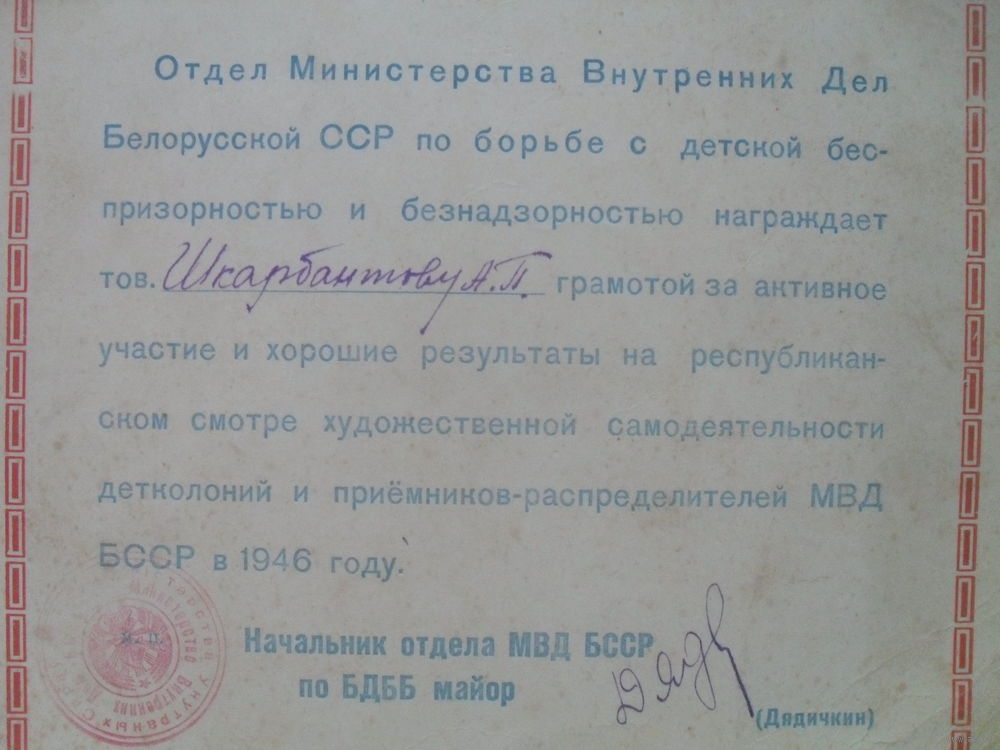 Отдел Министерства Внутренних Дел
Белорусской ССР по борьбе с детской бес-
призорностью и безнадзорностью награждает
тов. Шкарбантову А.П. грамотой за активное
участие и хорошие результаты на республикан-
ском смотре художественной самодеятельности
детколоний и приёмников-распределителей МВД
БССР в 1946 году.
М. П.
Начальник отдела МВД БССР
по БДББ майор
(Дядичкин)